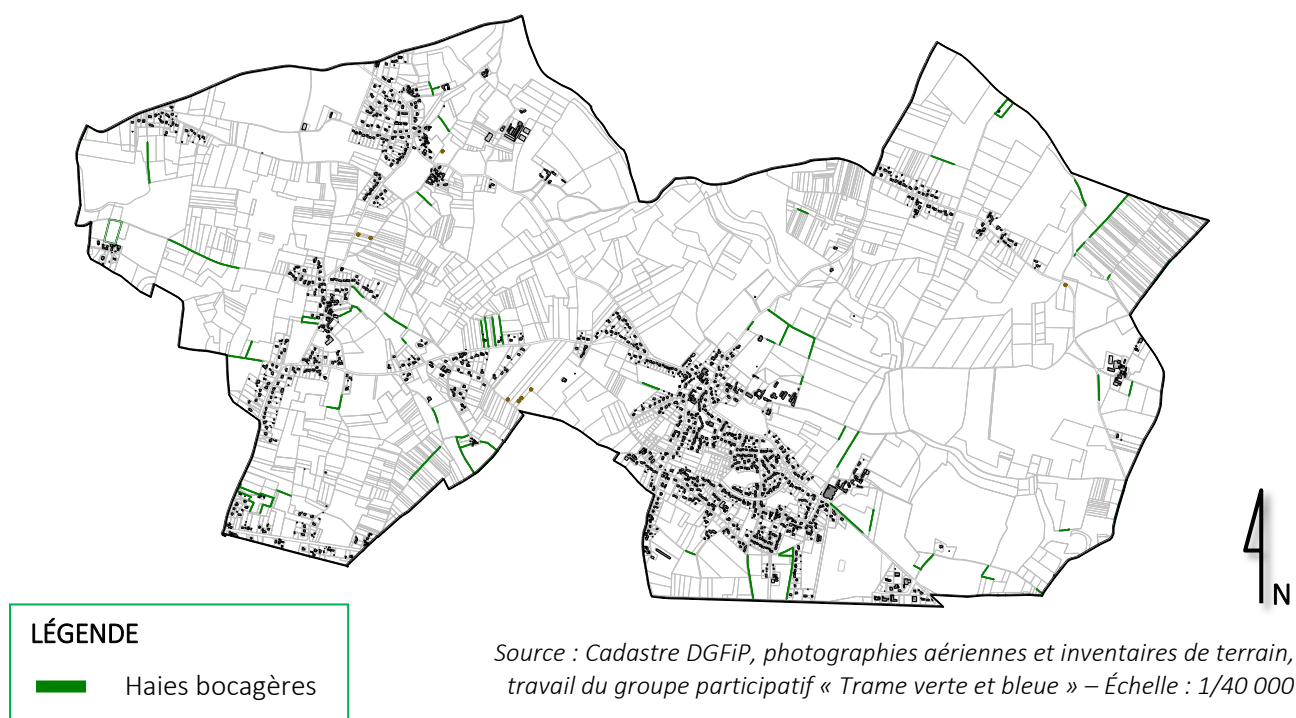 N
LÉGENDE
Haies bocagères
Source : Cadastre DGFiP, photographies aériennes et inventaires de terrain,
travail du groupe participatif « Trame verte et bleue » – Échelle : 1/40 000